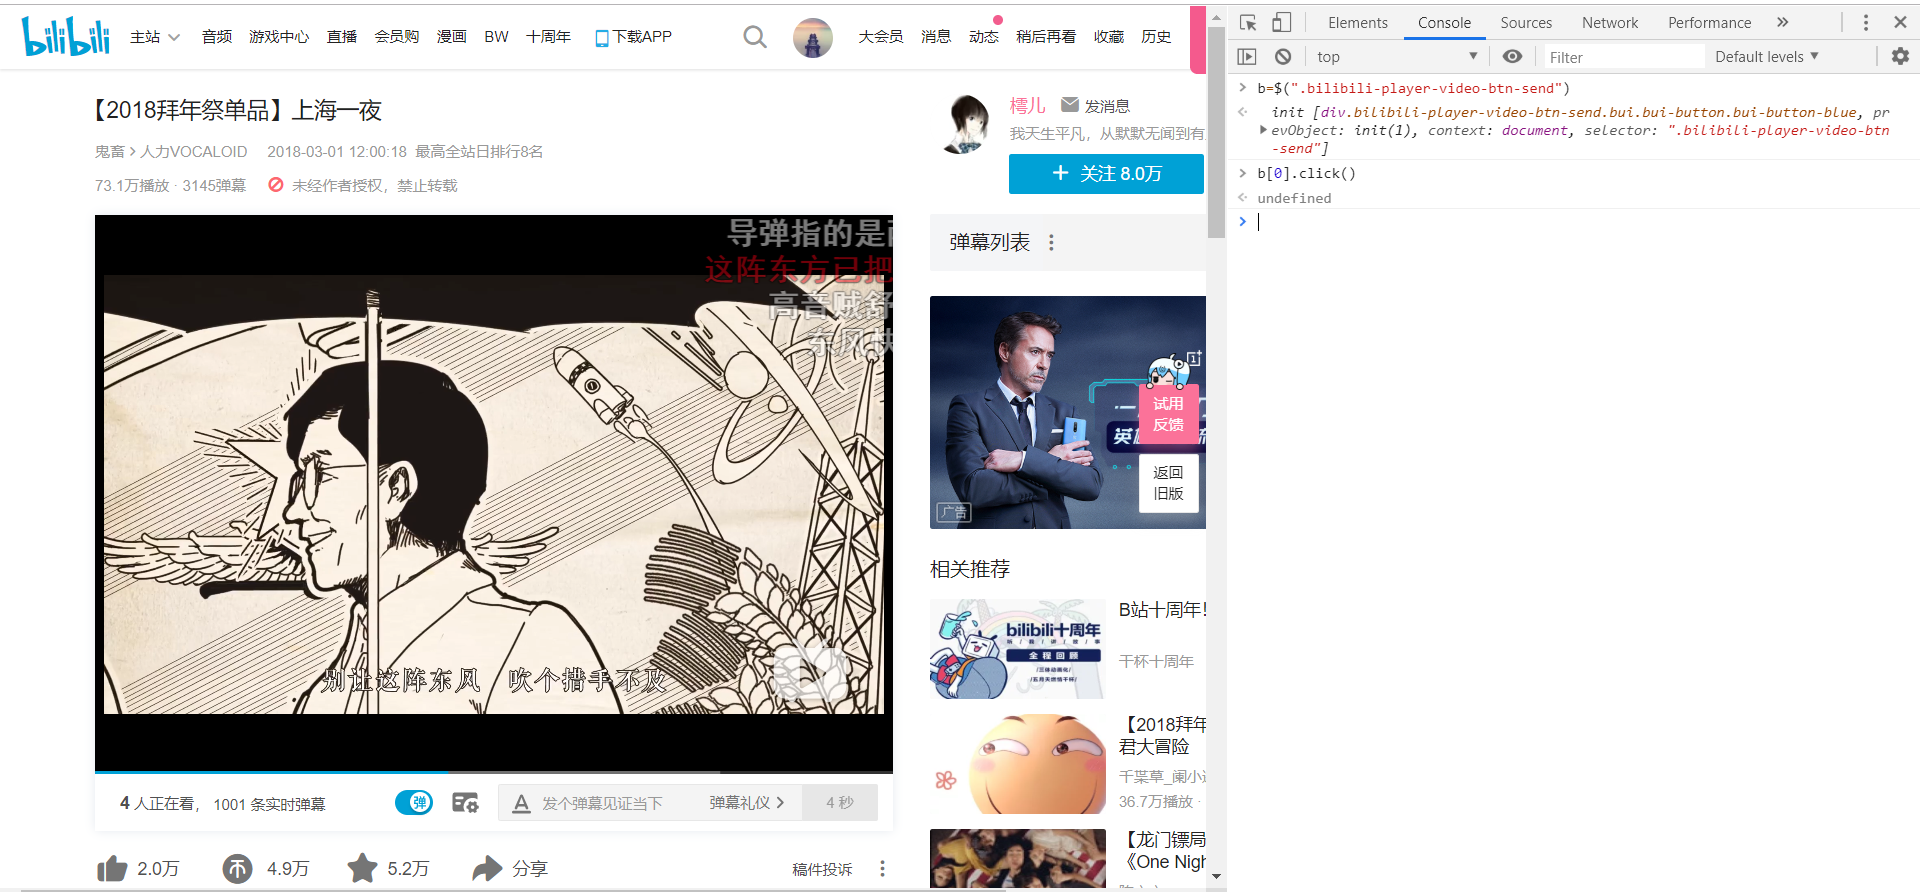 bilibili 主站 音频 游戏中心 直播 会员购 漫画 BW 十周年 下载APP 大会员 消息 动态 稍后再看 收藏 历史
【2018拜年祭单品】上海一夜
鬼畜 > 人力VOCALOID 2018-03-01 12:00:18 最高全站日排行8名
73.1万播放 · 3145弹幕 未经作者授权，禁止转载
樗儿 发消息
我天生平凡，从默默无闻到有
+ 关注 8.0万
导弹指的是
这阵东方已把
高音贼舒
东风快
别让这阵东风 吹个措手不及
4 人正在看， 1001 条实时弹幕 弹 A 发个弹幕见证当下 弹幕礼仪 > 4 秒
2.0万 4.9万 5.2万 分享 稿件投诉
弹幕列表
试用
反馈
英
返回
旧版
广告
相关推荐
bilibili十周年
全程回顾
B站十周年!
干杯十周年
【2018拜年
君大冒险
千葉草_阑小
36.7万播放 ·
【龙门镖局
《One Nigh
Elements Console Sources Network Performance »
top Filter Default levels
> b=$(".bilibili-player-video-btn-send")
init [div.bilibili-player-video-btn-send.bui.bui-button.bui-button-blue, pr
evObject: init(1), context: document, selector: ".bilibili-player-video-btn
-send"]
> b[0].click()
undefined
>